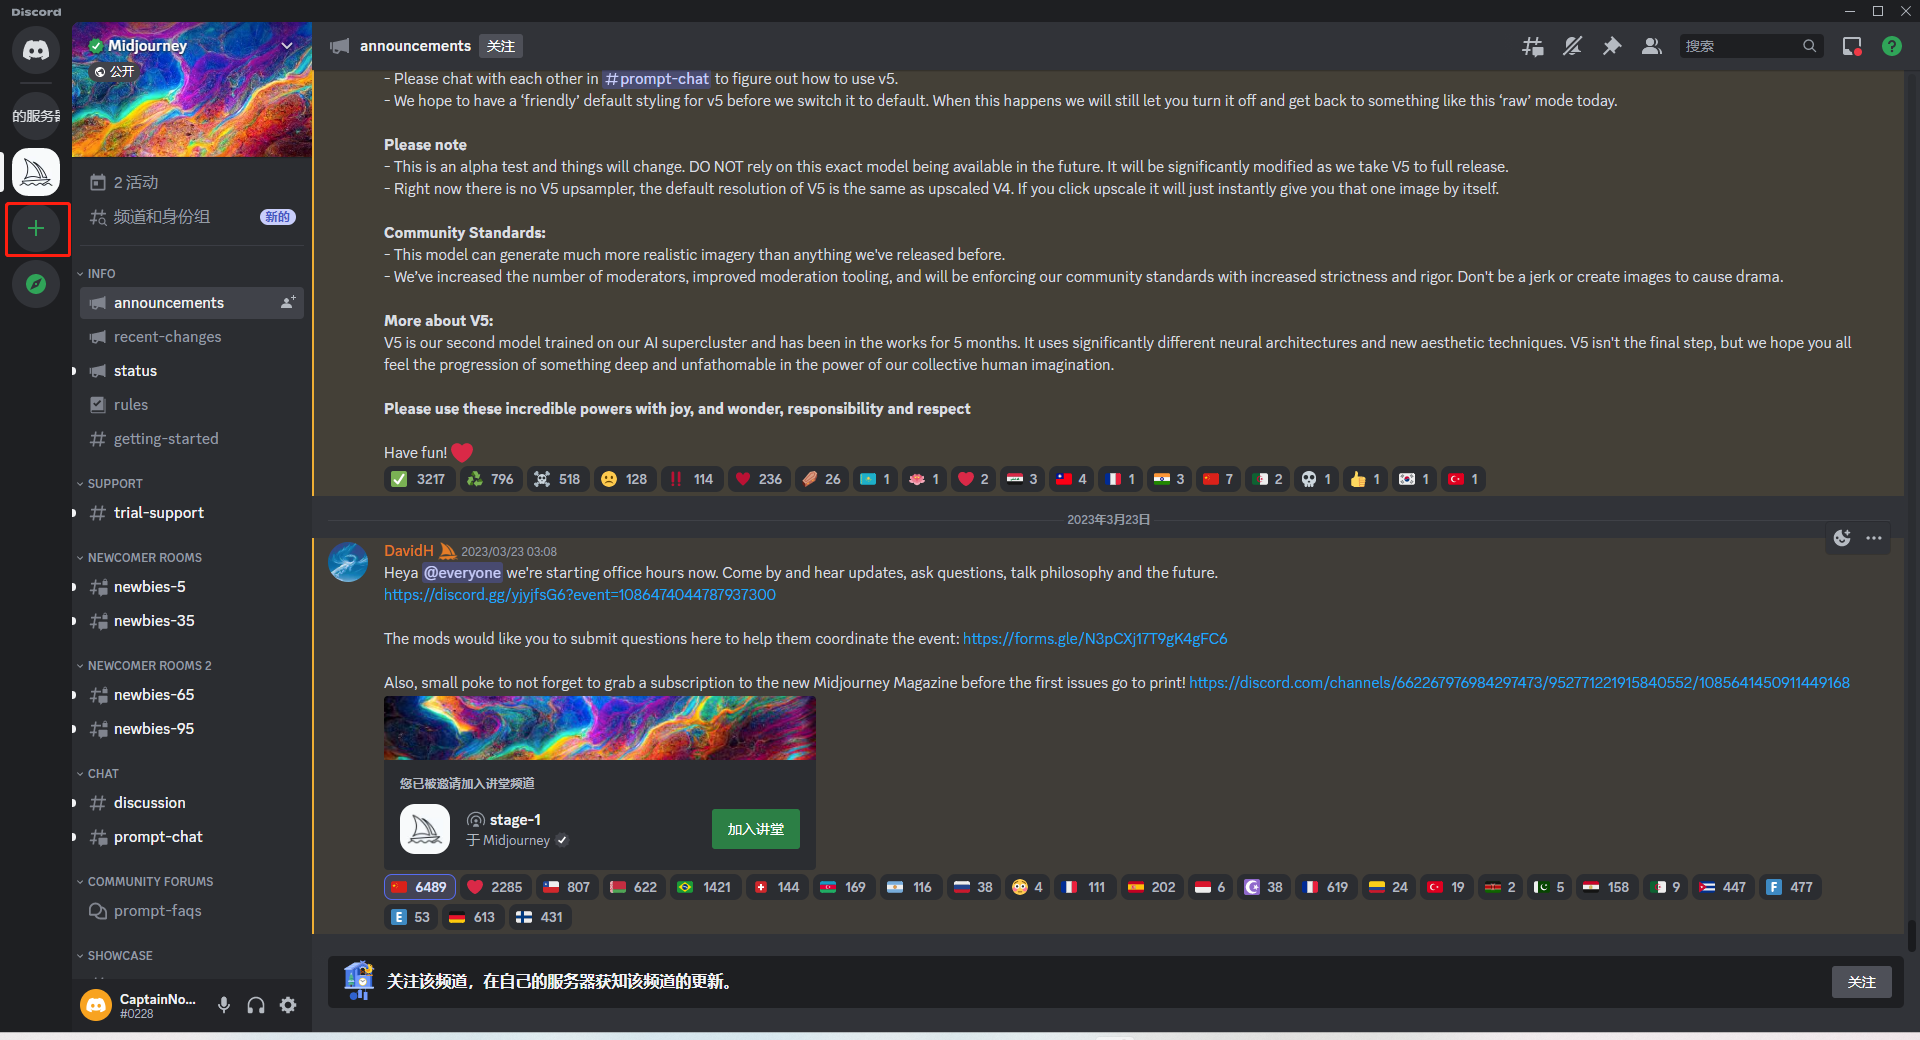 Discord
Midjourney
公开
的服务器
2 活动
频道和身份组 新的
INFO
announcements
recent-changes
status
rules
getting-started
SUPPORT
trial-support
NEWCOMER ROOMS
newbies-5
newbies-35
NEWCOMER ROOMS 2
newbies-65
newbies-95
CHAT
discussion
prompt-chat
COMMUNITY FORUMS
prompt-faqs
SHOWCASE
CaptainNo...
#0228
announcements 关注
搜索
- Please chat with each other in #prompt-chat to figure out how to use v5.
- We hope to have a ‘friendly’ default styling for v5 before we switch it to default. When this happens we will still let you turn it off and get back to something like this ‘raw’ mode today.
Please note
- This is an alpha test and things will change. DO NOT rely on this exact model being available in the future. It will be significantly modified as we take V5 to full release.
- Right now there is no V5 upsampler, the default resolution of V5 is the same as upscaled V4. If you click upscale it will just instantly give you that one image by itself.
Community Standards:
- This model can generate much more realistic imagery than anything we've released before.
- We’ve increased the number of moderators, improved moderation tooling, and will be enforcing our community standards with increased strictness and rigor. Don't be a jerk or create images to cause drama.
More about V5:
V5 is our second model trained on our AI supercluster and has been in the works for 5 months. It uses significantly different neural architectures and new aesthetic techniques. V5 isn't the final step, but we hope you all
feel the progression of something deep and unfathomable in the power of our collective human imagination.
Please use these incredible powers with joy, and wonder, responsibility and respect
Have fun!
3217 796 518 128 114 236 26 1 1 2 3 4 1 3 7 2 1 1 1 1
2023年3月23日
DavidH 2023/03/23 03:08
Heya @everyone we're starting office hours now. Come by and hear updates, ask questions, talk philosophy and the future.
https://discord.gg/yjyjfsG6?event=1086474044787937300
The mods would like you to submit questions here to help them coordinate the event: https://forms.gle/N3pCXj17T9gK4gFC6
Also, small poke to not forget to grab a subscription to the new Midjourney Magazine before the first issues go to print! https://discord.com/channels/662267976984297473/952771221915840552/1085641450911449168
您已被邀请加入讲堂频道
stage-1
于 Midjourney
加入讲堂
6489 2285 807 622 1421 144 169 116 38 4 111 202 6 38 619 24 19 2 5 158 9 447 F 477
E 53 613 431
关注该频道，在自己的服务器获知该频道的更新。
关注